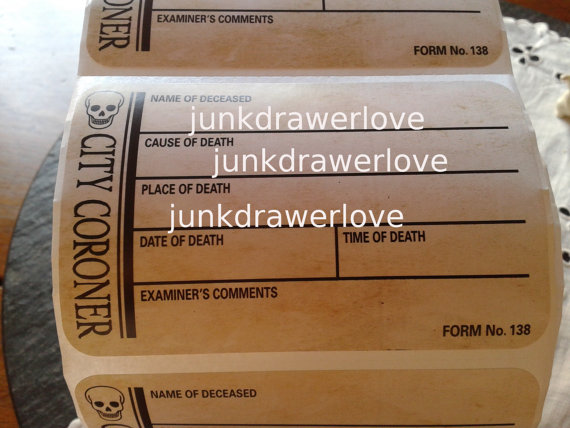 CORONER
EXAMINER'S COMMENTS
FORM No. 138
CITY CORONER
NAME OF DECEASED
junkdrawerlove
CAUSE OF DEATH
junkdrawerlove
PLACE OF DEATH
junkdrawerlove
DATE OF DEATH
TIME OF DEATH
EXAMINER'S COMMENTS
FORM No. 138
NAME OF DECEASED